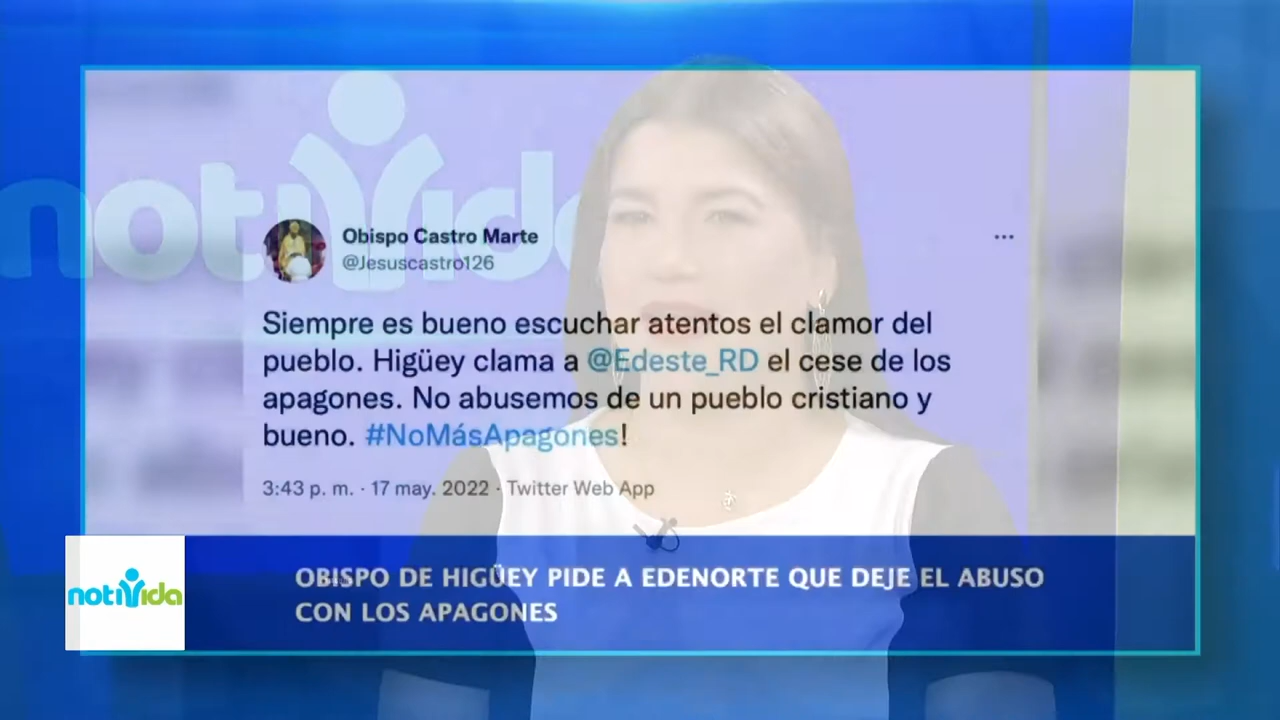 notiVida
Obispo Castro Marte
@Jesuscastro126
Siempre es bueno escuchar atentos el clamor del
pueblo. Higüey clama a @Edeste_RD el cese de los
apagones. No abusemos de un pueblo cristiano y
bueno. #NoMásApagones!
3:43 p. m. · 17 may. 2022 · Twitter Web App
notiVida
OBISPO DE HIGÜEY PIDE A EDENORTE QUE DEJE EL ABUSO
CON LOS APAGONES